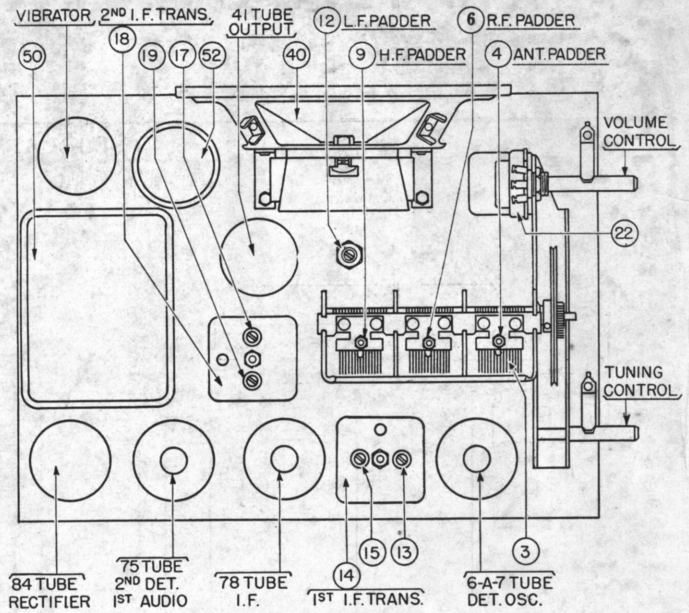 VIBRATOR
2ND I.F. TRANS.
41 TUBE
OUTPUT
12 L.F. PADDER
6 R.F. PADDER
50
18
19
17
52
40
9 H.F. PADDER
4 ANT. PADDER
VOLUME
CONTROL
22
TUNING
CONTROL
84 TUBE
RECTIFIER
75 TUBE
2ND DET.
1ST AUDIO
78 TUBE
I.F.
14
15
13
1ST I.F. TRANS.
3
6-A-7 TUBE
DET. OSC.